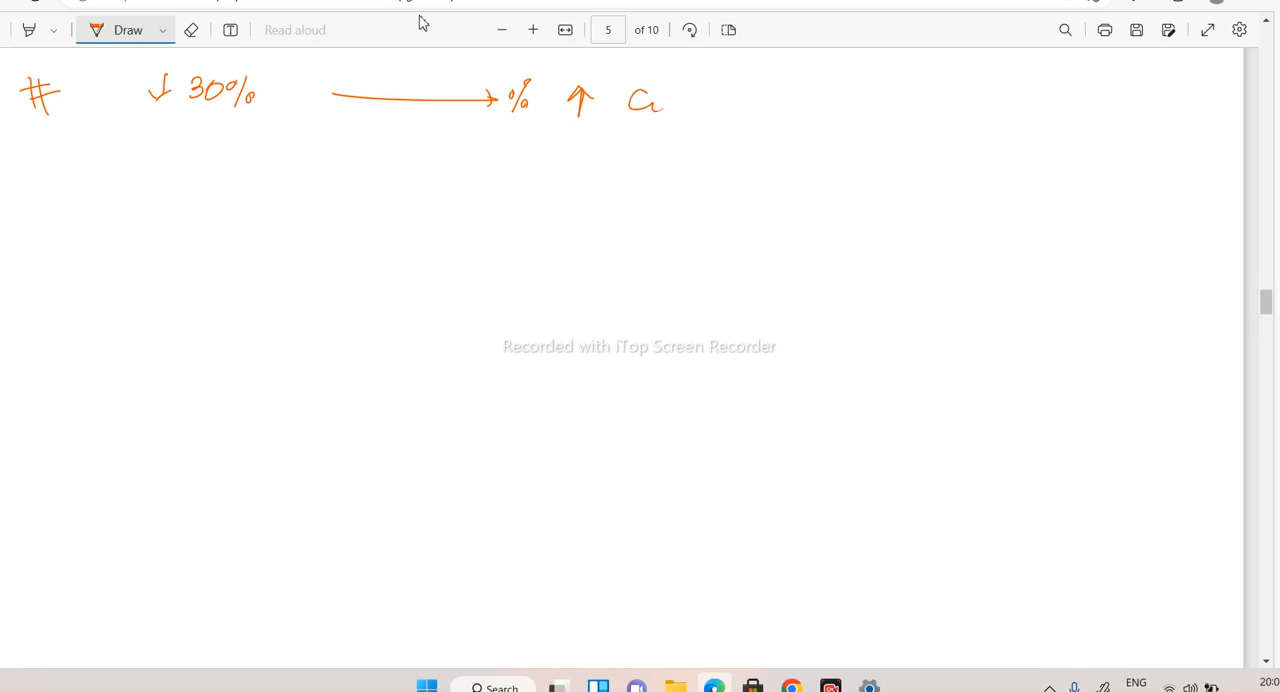 Draw
Read aloud
5 of 10
# ↓ 30% → % ↑
Recorded with iTop Screen Recorder
Search
ENG